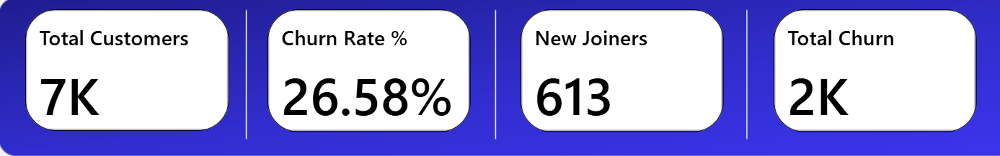 Total Customers
7K
Churn Rate %
26.58%
New Joiners
613
Total Churn
2K